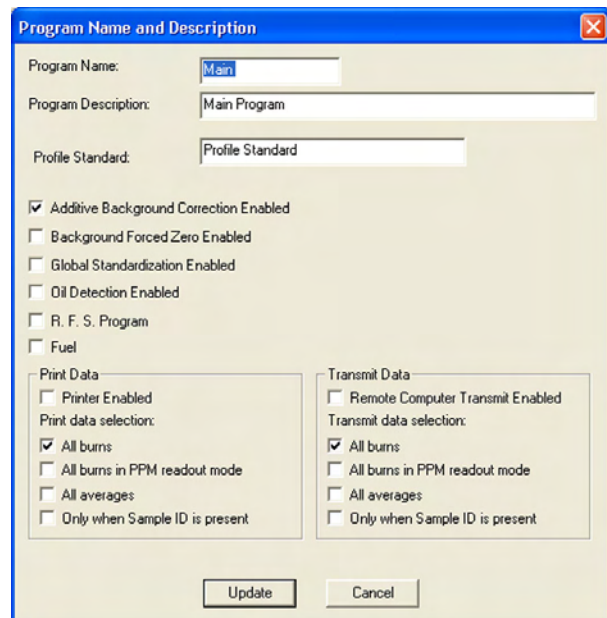 Program Name and Description
Program Name: Main
Program Description: Main Program
Profile Standard: Profile Standard
Additive Background Correction Enabled
Background Forced Zero Enabled
Global Standardization Enabled
Oil Detection Enabled
R. F. S. Program
Fuel
Print Data
Printer Enabled
Print data selection:
All burns
All burns in PPM readout mode
All averages
Only when Sample ID is present
Transmit Data
Remote Computer Transmit Enabled
Transmit data selection:
All burns
All burns in PPM readout mode
All averages
Only when Sample ID is present
Update Cancel